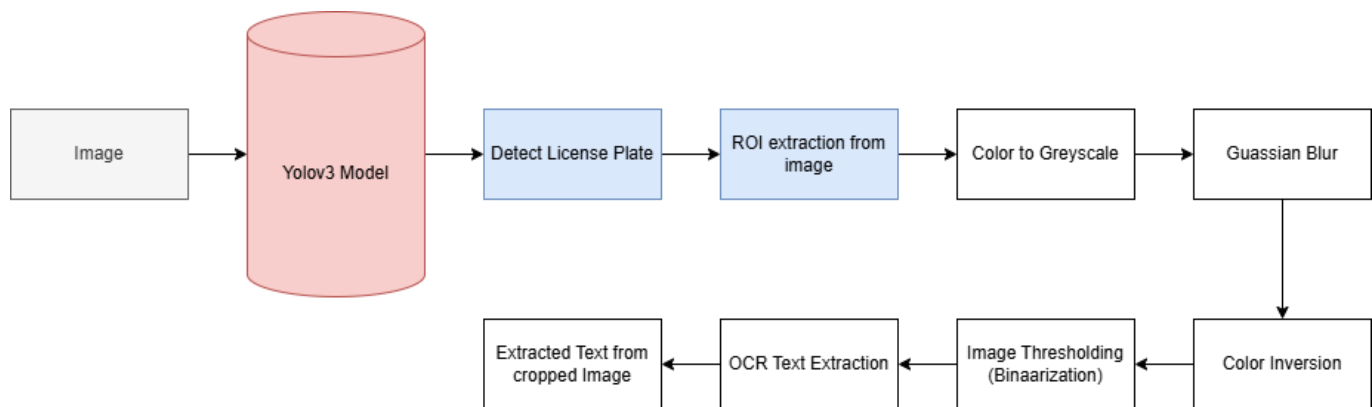 Image
Yolov3 Model
Detect License Plate
ROI extraction from
image
Color to Greyscale
Guassian Blur
Color Inversion
Image Thresholding
(Binaarization)
OCR Text Extraction
Extracted Text from
cropped Image